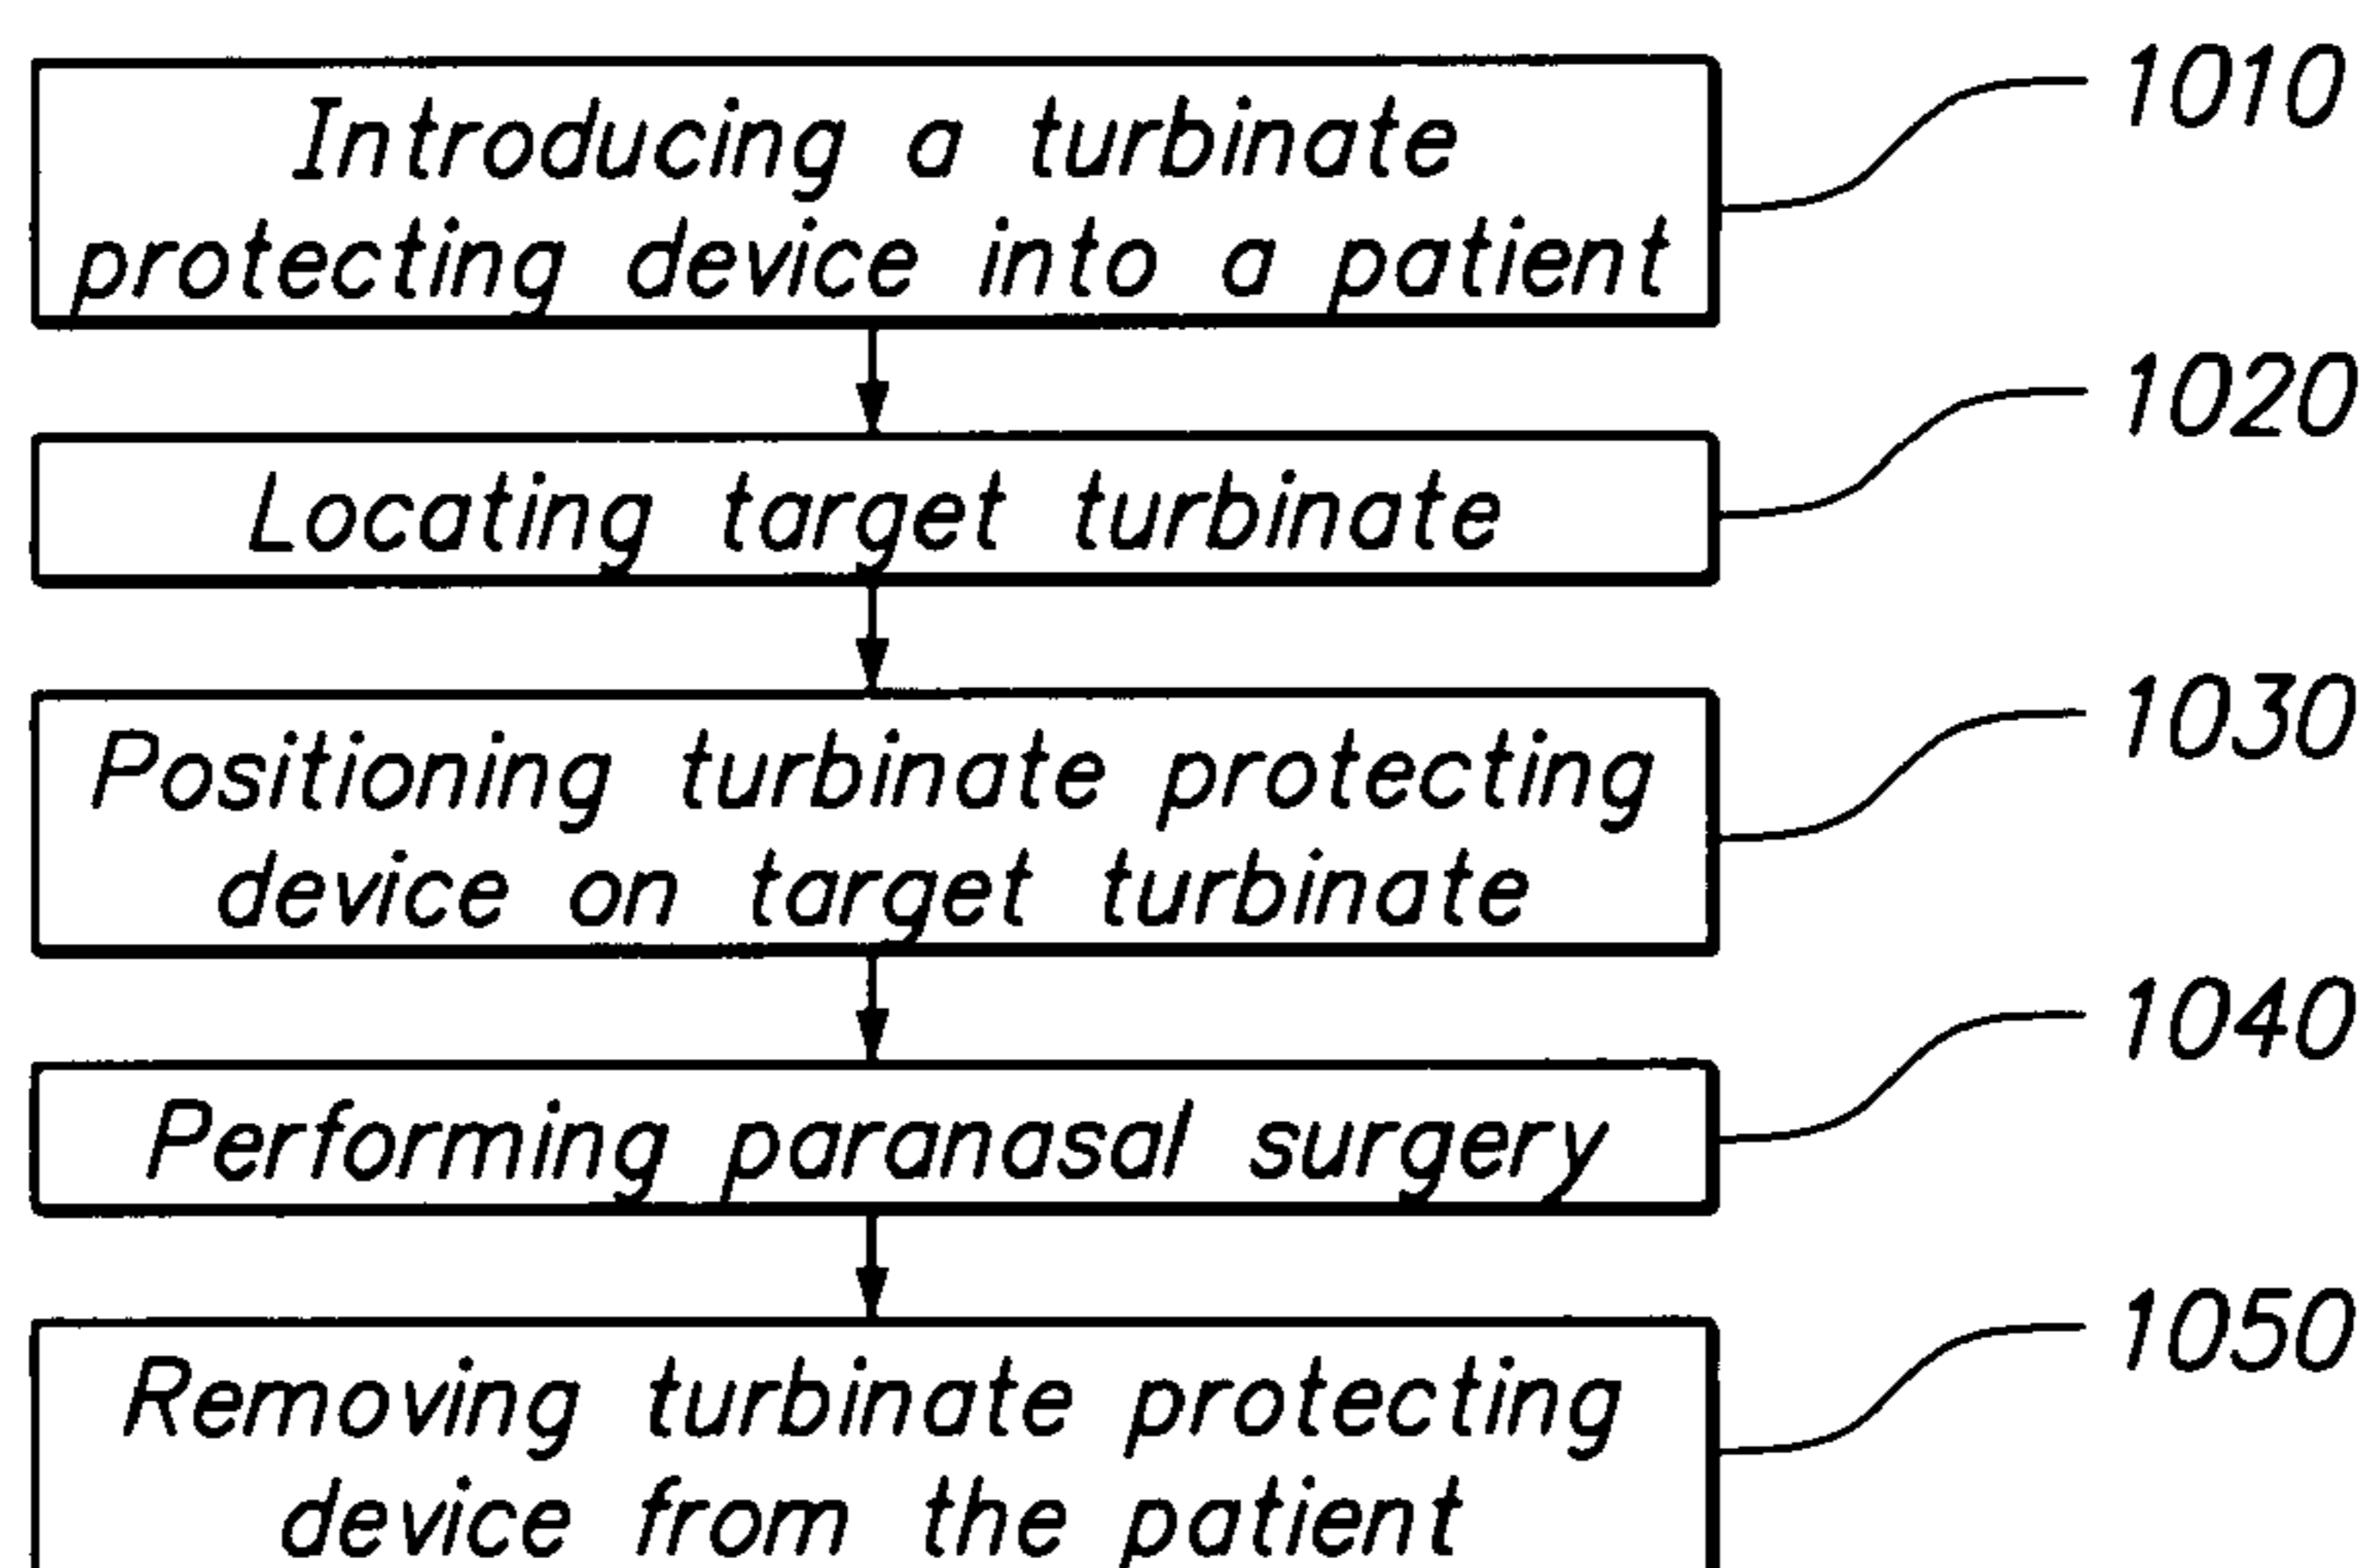 Introducing a turbinate
protecting device into a patient
1010
Locating target turbinate
1020
Positioning turbinate protecting
device on target turbinate
1030
Performing paranasal surgery
1040
Removing turbinate protecting
device from the patient
1050